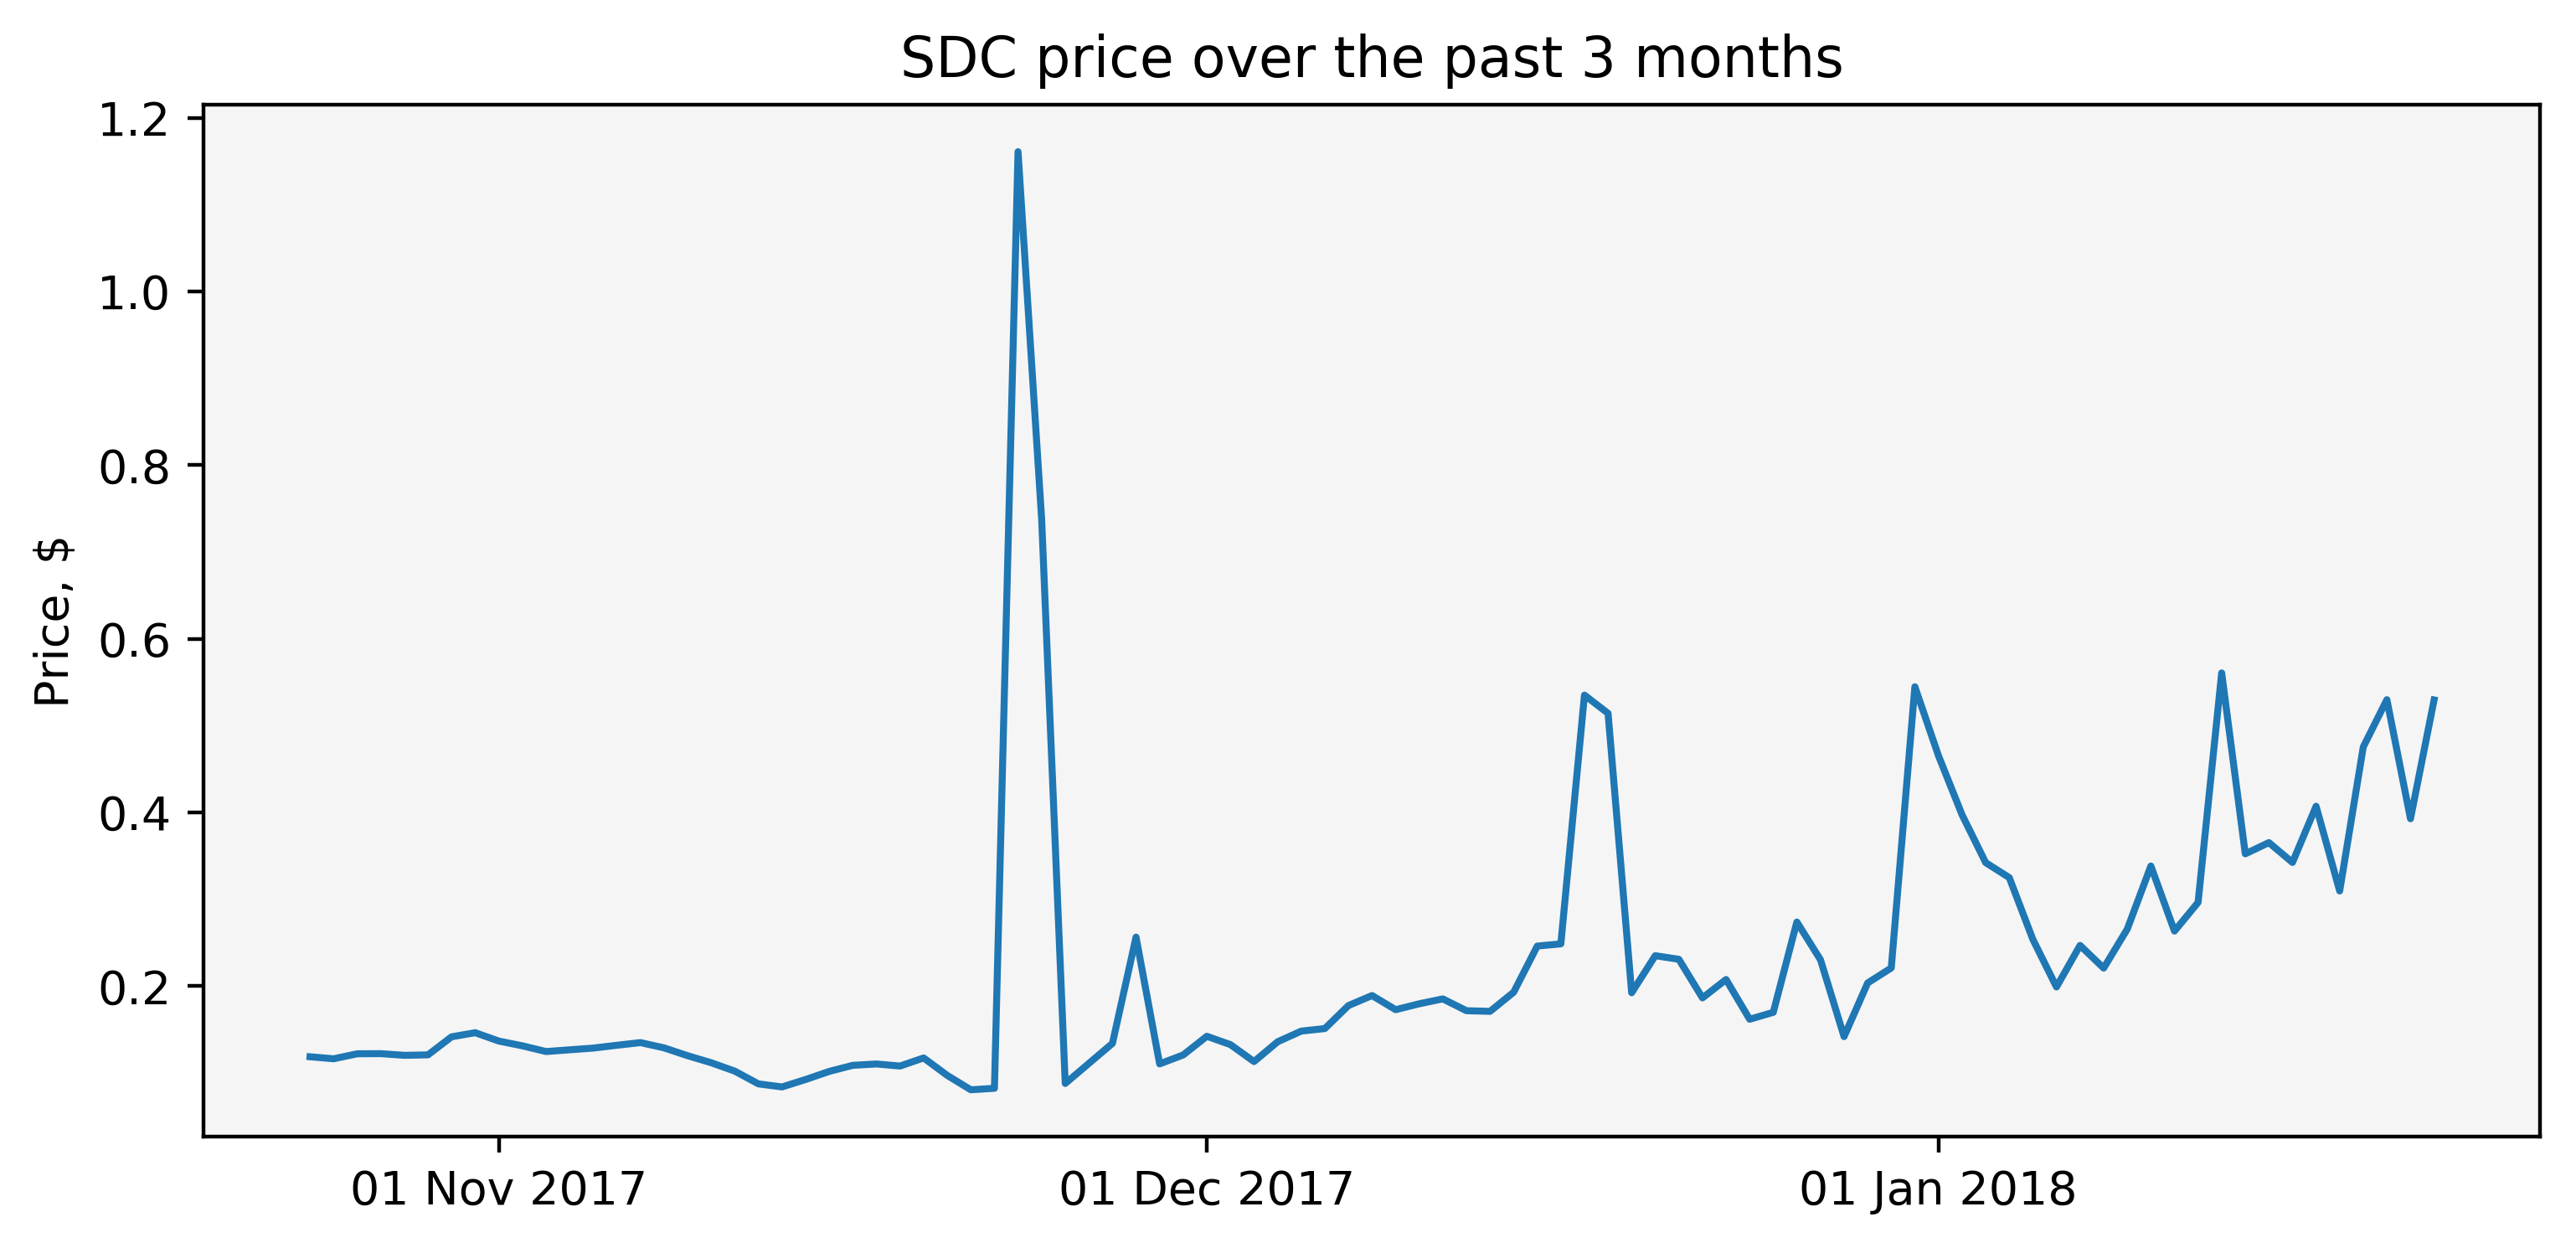 SDC price over the past 3 months
1.2
1.0
0.8
0.6
0.4
0.2
Price, $
01 Nov 2017
01 Dec 2017
01 Jan 2018